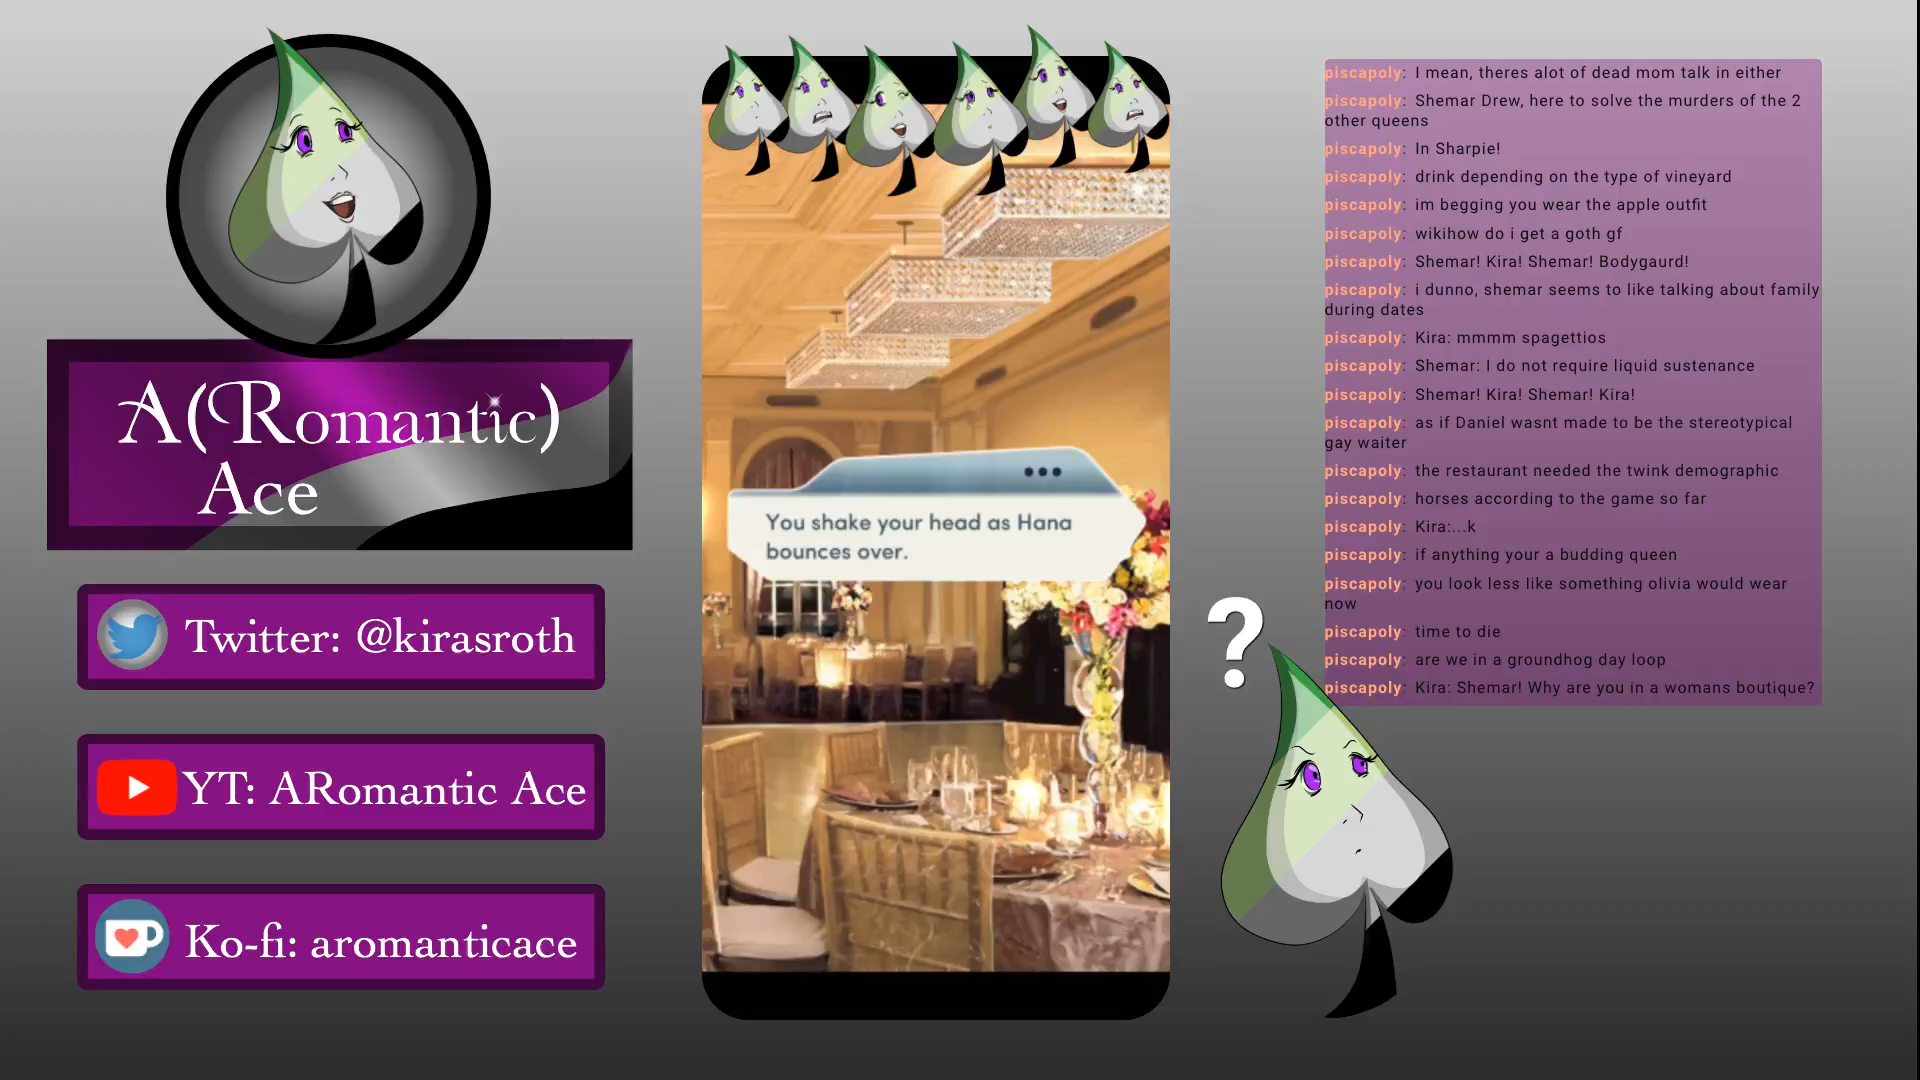 A(Romantic)
Ace
Twitter: @kirasroth
YT: ARomantic Ace
Ko-fi: aromanticace
You shake your head as Hana
bounces over.
?
piscapoly: I mean, theres alot of dead mom talk in either
piscapoly: Shemar Drew, here to solve the murders of the 2
other queens
piscapoly: In Sharpie!
piscapoly: drink depending on the type of vineyard
piscapoly: im begging you wear the apple outfit
piscapoly: wikihow do i get a goth gf
piscapoly: Shemar! Kira! Shemar! Bodygaurd!
piscapoly: i dunno, shemar seems to like talking about family
during dates
piscapoly: Kira: mmmm spagettios
piscapoly: Shemar: I do not require liquid sustenance
piscapoly: Shemar! Kira! Shemar! Kira!
piscapoly: as if Daniel wasnt made to be the stereotypical
gay waiter
piscapoly: the restaurant needed the twink demographic
piscapoly: horses according to the game so far
piscapoly: Kira:...k
piscapoly: if anything your a budding queen
piscapoly: you look less like something olivia would wear
now
piscapoly: time to die
piscapoly: are we in a groundhog day loop
piscapoly: Kira: Shemar! Why are you in a womans boutique?